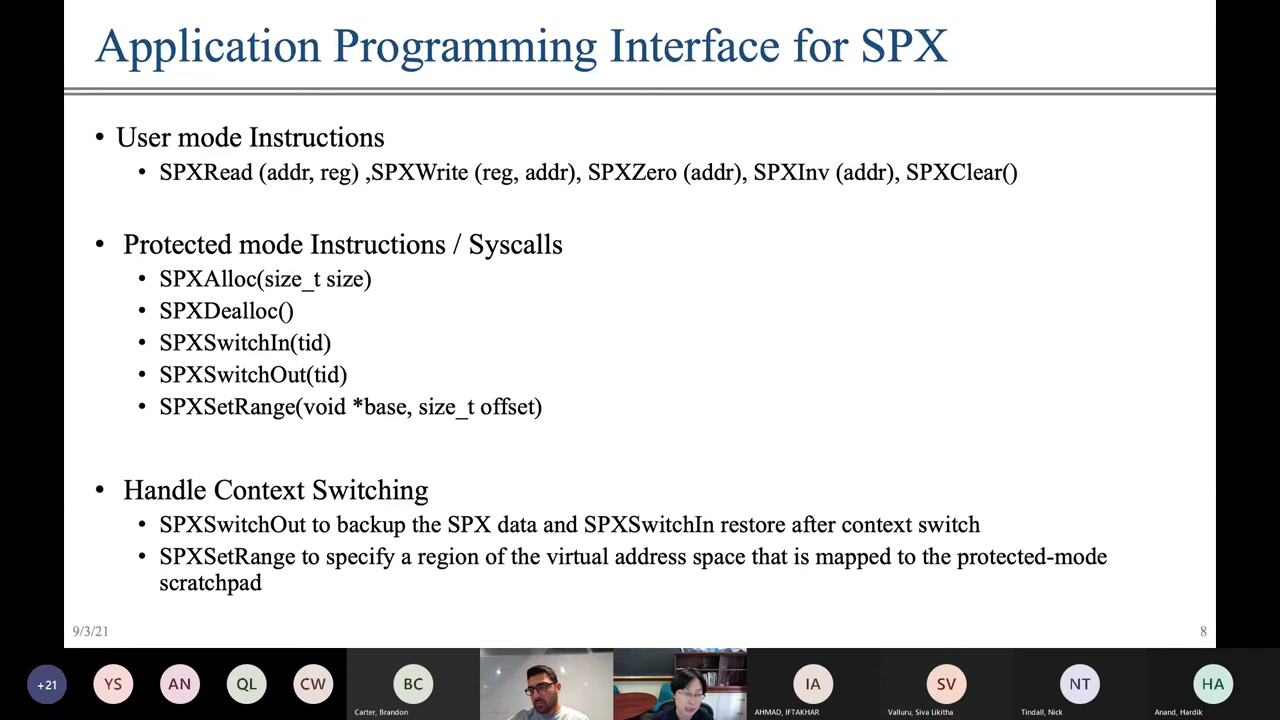 Application Programming Interface for SPX
• User mode Instructions
• SPXRead (addr, reg) ,SPXWrite (reg, addr), SPXZero (addr), SPXInv (addr), SPXClear()
• Protected mode Instructions / Syscalls
• SPXAlloc(size_t size)
• SPXDealloc()
• SPXSwitchIn(tid)
• SPXSwitchOut(tid)
• SPXSetRange(void *base, size_t offset)
• Handle Context Switching
• SPXSwitchOut to backup the SPX data and SPXSwitchIn restore after context switch
• SPXSetRange to specify a region of the virtual address space that is mapped to the protected-mode
scratchpad
9/3/21 8
+21 YS AN QL CW BC IA SV NT HA
Carter, Brandon AHMAD, IFTAKHAR Valluru, Siva Likitha Tindall, Nick Anand, Hardik